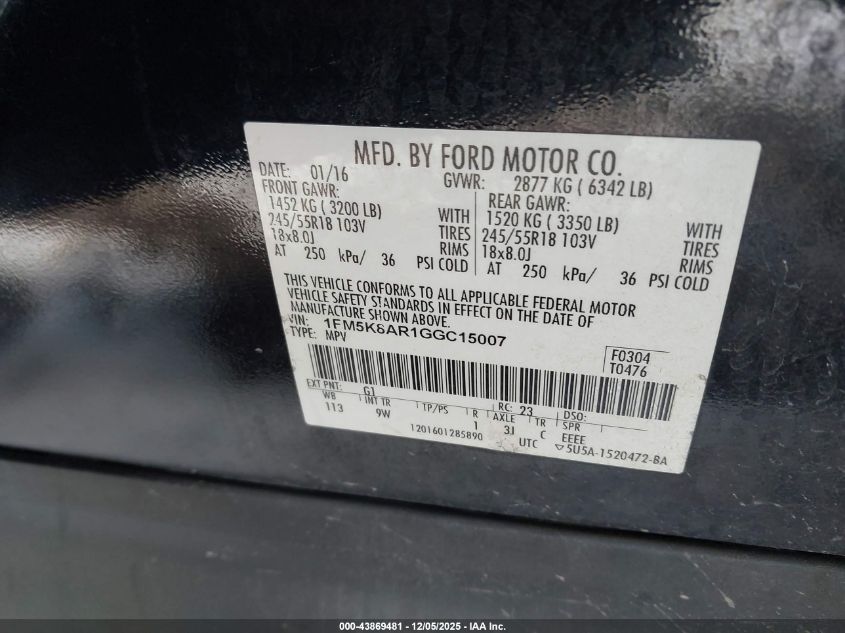 MFD. BY FORD MOTOR CO.
DATE: 01/16 GVWR: 2877 KG ( 6342 LB)
FRONT GAWR: REAR GAWR:
1452 KG ( 3200 LB) WITH 1520 KG ( 3350 LB) WITH
245/55R18 103V TIRES 245/55R18 103V TIRES
18x8.0J RIMS 18x8.0J RIMS
AT 250 kPa/ 36 PSI COLD AT 250 kPa/ 36 PSI COLD
THIS VEHICLE CONFORMS TO ALL APPLICABLE FEDERAL MOTOR
VEHICLE SAFETY STANDARDS IN EFFECT ON THE DATE OF
MANUFACTURE SHOWN ABOVE.
VIN: 1FM5K8AR1GGC15007
TYPE: MPV
F0304
T0476
EXT PNT: G1 RC: 23 DSO:
WB INT TR TP/PS R AXLE TR SPR
113 9W 1 3J C EEEE
1201601285890 UTC ▽5U5A-1520472-BA
000-43869481 - 12/05/2025 - IAA Inc.